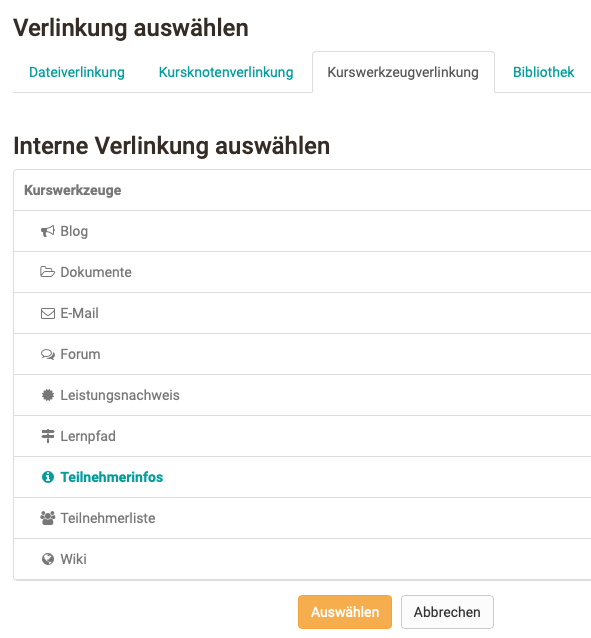 Verlinkung auswählen
Dateiverlinkung Kursknotenverlinkung Kurswerkzeugverlinkung Bibliothek
Interne Verlinkung auswählen
Kurswerkzeuge
Blog
Dokumente
E-Mail
Forum
Leistungsnachweis
Lernpfad
Teilnehmerinfos
Teilnehmerliste
Wiki
Auswählen Abbrechen